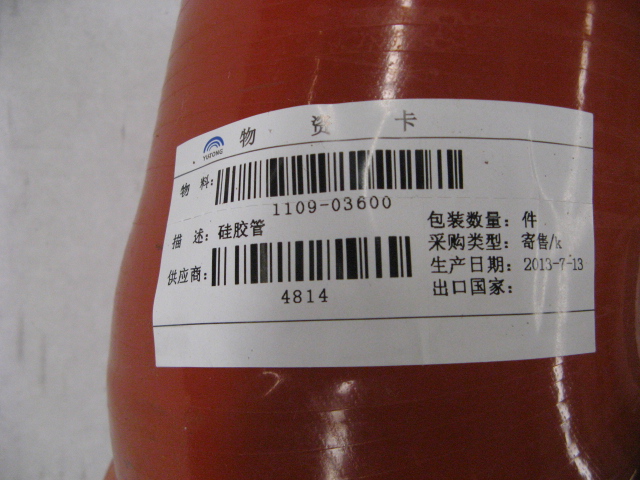 YUTONG
物 资 卡
物 料:
1109-03600
描 述: 硅胶管
包装数量: 件
采购类型: 寄售/k
供应商:
4814
生产日期: 2013-7-13
出口国家: